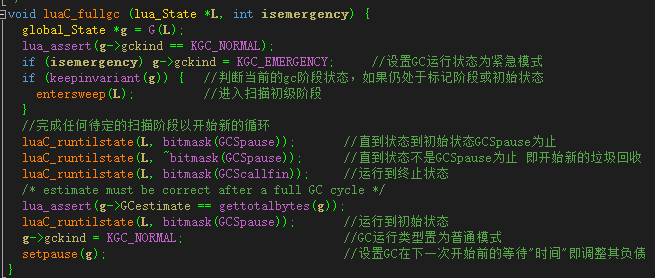 void luaC_fullgc (lua_State *L, int isemergency) {
global_State *g = G(L);
lua_assert(g->gckind == KGC_NORMAL);
if (isemergency) g->gckind = KGC_EMERGENCY; //设置GC运行状态为紧急模式
if (keepinvariant(g)) { //判断当前的gc阶段状态，如果仍处于标记阶段或初始状态
entersweep(L); //进入扫描初级阶段
}
//完成任何待定的扫描阶段以开始新的循环
luaC_runtilstate(L, bitmask(GCSpause)); //直到状态到初始状态GCSpause为止
luaC_runtilstate(L, ~bitmask(GCSpause)); //直到状态不是GCSpause为止 即开始新的垃圾回收
luaC_runtilstate(L, bitmask(GCScallfin)); //运行到终止状态
/* estimate must be correct after a full GC cycle */
lua_assert(g->GCestimate == gettotalbytes(g));
luaC_runtilstate(L, bitmask(GCSpause)); //运行到初始状态
g->gckind = KGC_NORMAL; //GC运行类型置为普通模式
setpause(g); //设置GC在下一次开始前的等待"时间"即调整其负债
}